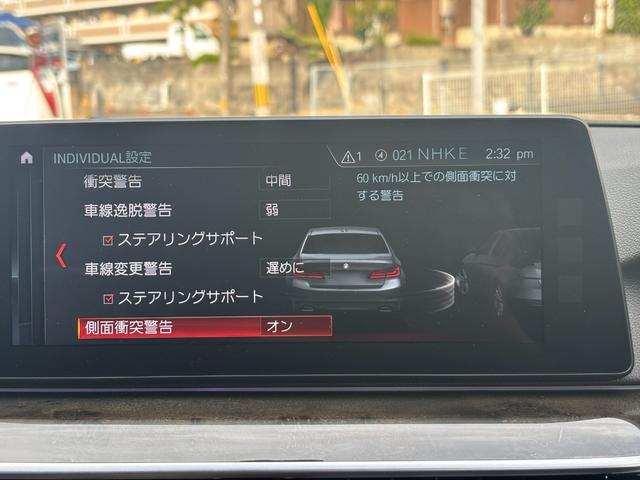 INDIVIDUAL設定
1 021 NHK E 2:32 pm
衝突警告 中間
車線逸脱警告 弱
ステアリングサポート
車線変更警告 遅めに
ステアリングサポート
側面衝突警告 オン
60 km/h以上での側面衝突に対
する警告